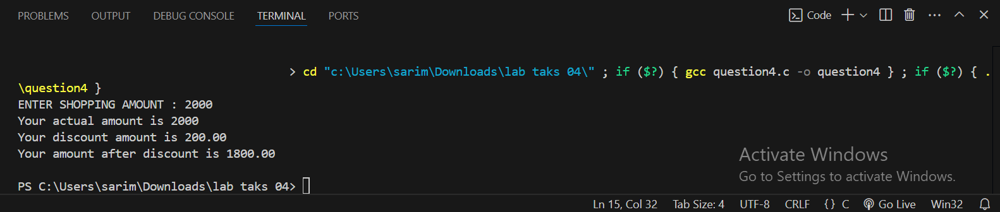 PROBLEMS OUTPUT DEBUG CONSOLE TERMINAL PORTS Code
> cd "c:\Users\sarim\Downloads\lab taks 04\" ; if ($?) { gcc question4.c -o question4 } ; if ($?) { .
\question4 }
ENTER SHOPPING AMOUNT : 2000
Your actual amount is 2000
Your discount amount is 200.00
Your amount after discount is 1800.00
Activate Windows
Go to Settings to activate Windows.
PS C:\Users\sarim\Downloads\lab taks 04>
Ln 15, Col 32 Tab Size: 4 UTF-8 CRLF {} C Go Live Win32